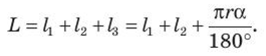 L = l₁ + l₂ + l₃ = l₁ + l₂ + πrα/180°.